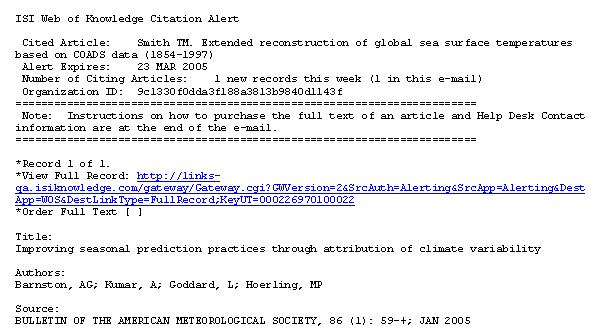 ISI Web of Knowledge Citation Alert
Cited Article:    Smith TM. Extended reconstruction of global sea surface temperatures
based on COADS data (1854-1997)
Alert Expires:    23 MAR 2005
Number of Citing Articles:    1 new records this week (1 in this e-mail)
Organization ID:  9c1330f0dda3f188a3813b9840d1143f
========================================================================
Note:  Instructions on how to purchase the full text of an article and Help Desk Contact
information are at the end of the e-mail.
========================================================================
*Record 1 of 1.
*View Full Record: http://links-
qa.isiknowledge.com/gateway/Gateway.cgi?GWVersion=2&SrcAuth=Alerting&SrcApp=Alerting&Dest
App=WOS&DestLinkType=FullRecord;KeyUT=000226970100022
*Order Full Text [ ]
Title:
Improving seasonal prediction practices through attribution of climate variability
Authors:
Barnston, AG; Kumar, A; Goddard, L; Hoerling, MP
Source:
BULLETIN OF THE AMERICAN METEOROLOGICAL SOCIETY, 86 (1): 59-+; JAN 2005